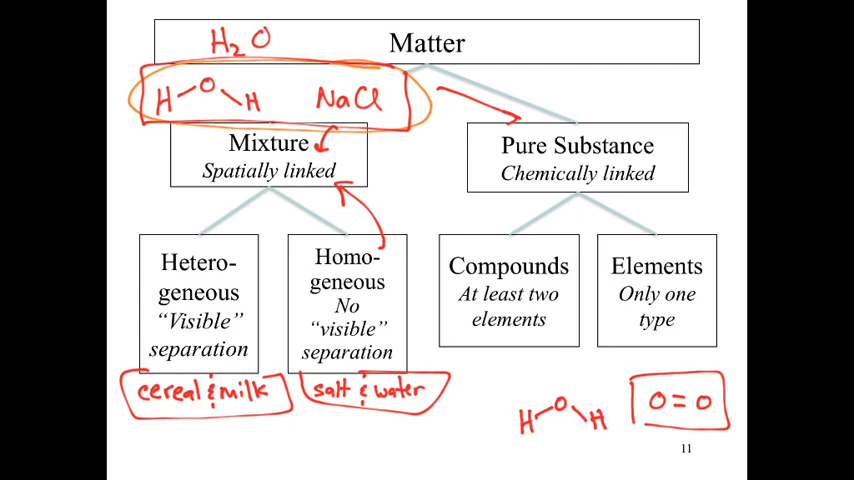 H₂O
Matter
H-O-H NaCl
Mixture
Spatially linked
Pure Substance
Chemically linked
Hetero-
geneous
“Visible”
separation
Homo-
geneous
No
“visible”
separation
Compounds
At least two
elements
Elements
Only one
type
cereal & milk
salt & water
H-O-H
O=O
11